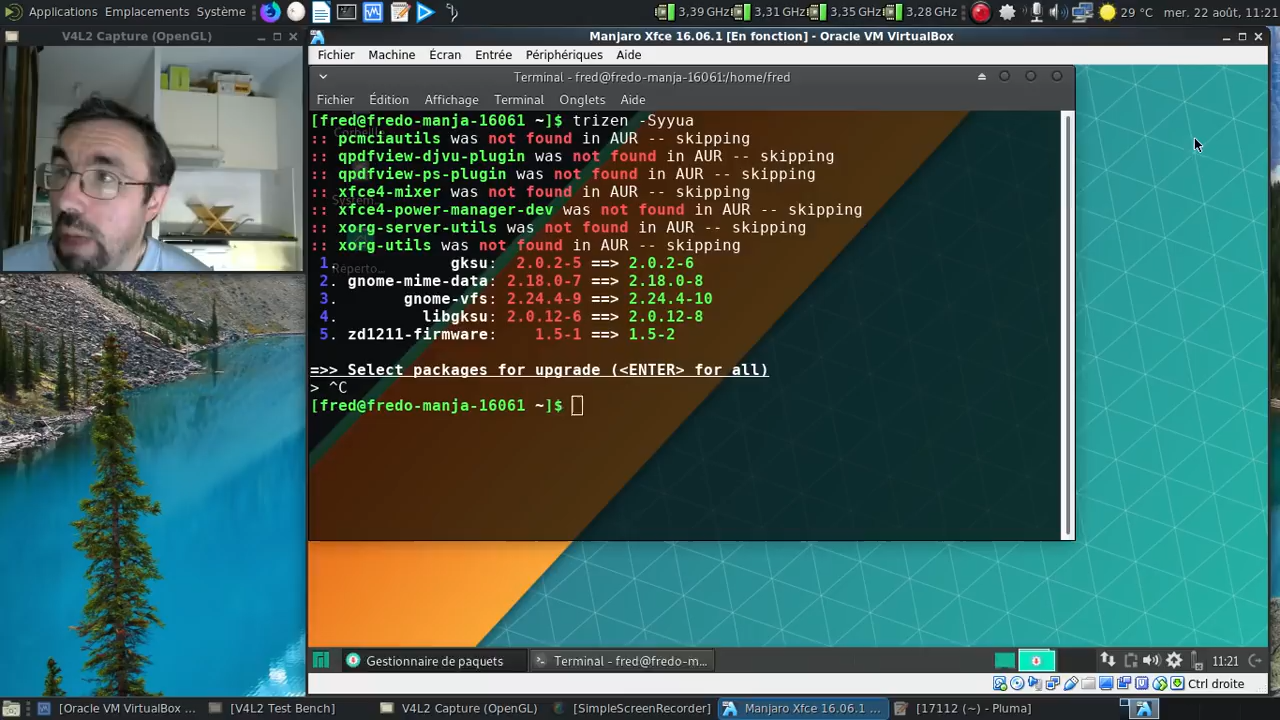 Applications Emplacements Système 3,39 GHz 3,31 GHz 3,35 GHz 3,28 GHz 29 °C mer. 22 août, 11:21
V4L2 Capture (OpenGL)
Manjaro Xfce 16.06.1 [En fonction] - Oracle VM VirtualBox
Fichier Machine Écran Entrée Périphériques Aide
Terminal - fred@fredo-manja-16061:/home/fred
Fichier Édition Affichage Terminal Onglets Aide
[fred@fredo-manja-16061 ~]$ trizen -Syyua
:: pcmciautils was not found in AUR -- skipping
:: qpdfview-djvu-plugin was not found in AUR -- skipping
:: qpdfview-ps-plugin was not found in AUR -- skipping
:: xfce4-mixer was not found in AUR -- skipping
:: xfce4-power-manager-dev was not found in AUR -- skipping
:: xorg-server-utils was not found in AUR -- skipping
:: xorg-utils was not found in AUR -- skipping
1. gksu: 2.0.2-5 ==> 2.0.2-6
2. gnome-mime-data: 2.18.0-7 ==> 2.18.0-8
3. gnome-vfs: 2.24.4-9 ==> 2.24.4-10
4. libgksu: 2.0.12-6 ==> 2.0.12-8
5. zd1211-firmware: 1.5-1 ==> 1.5-2
=>> Select packages for upgrade (<ENTER> for all)
> ^C
[fred@fredo-manja-16061 ~]$
Corbeille
Systèm...
Réperto...
Gestionnaire de paquets Terminal - fred@fredo-m... 11:21
Ctrl droite
[Oracle VM VirtualBox ... [V4L2 Test Bench] V4L2 Capture (OpenGL) [SimpleScreenRecorder] Manjaro Xfce 16.06.1 ... [17112 (~) - Pluma]